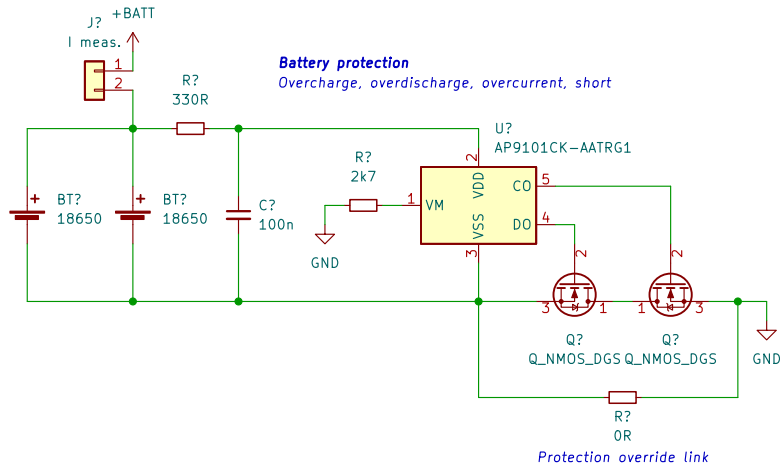 J?
+BATT
I meas.
1
2
Battery protection
Overcharge, overdischarge, overcurrent, short
R?
330R
U?
AP9101CK-AATRG1
R?
2k7
2
VDD
1
VM
CO
5
DO
4
VSS
3
BT?
18650
BT?
18650
C?
100n
GND
2
2
3
1
1
3
Q?
Q_NMOS_DGS
Q?
Q_NMOS_DGS
GND
R?
0R
Protection override link